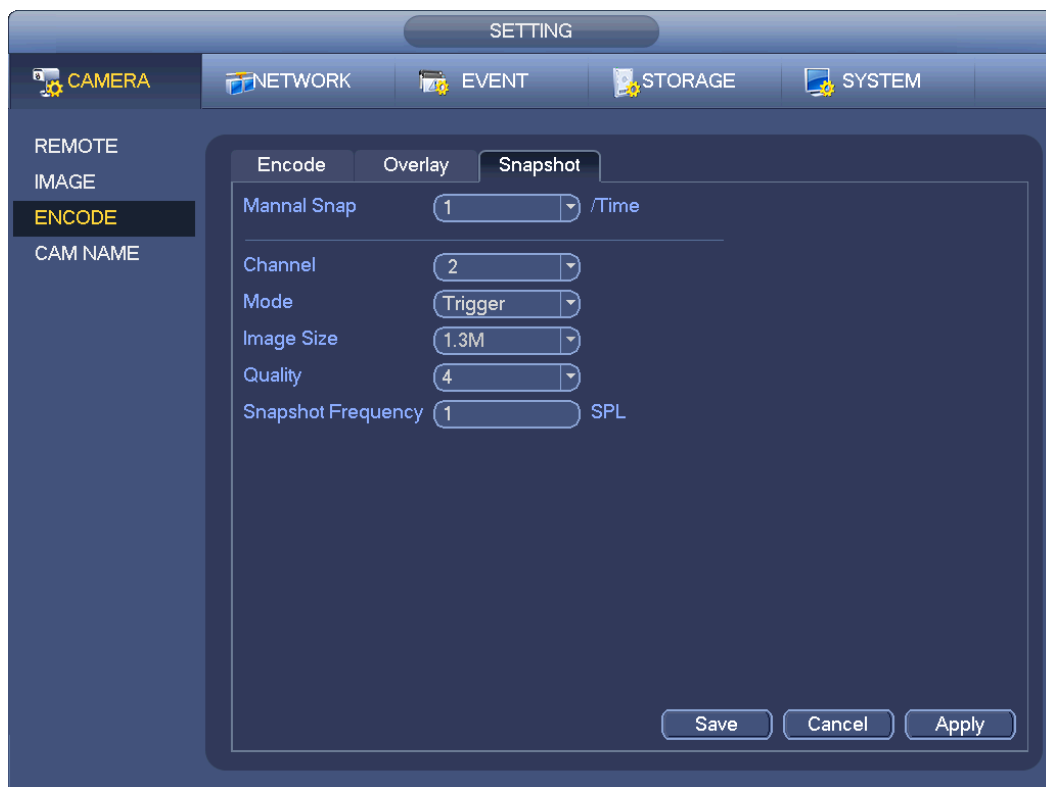 SETTING
CAMERA NETWORK EVENT STORAGE SYSTEM
REMOTE
IMAGE
ENCODE
CAM NAME
Encode Overlay Snapshot
Mannal Snap 1 /Time
Channel 2
Mode Trigger
Image Size 1.3M
Quality 4
Snapshot Frequency 1 SPL
Save Cancel Apply